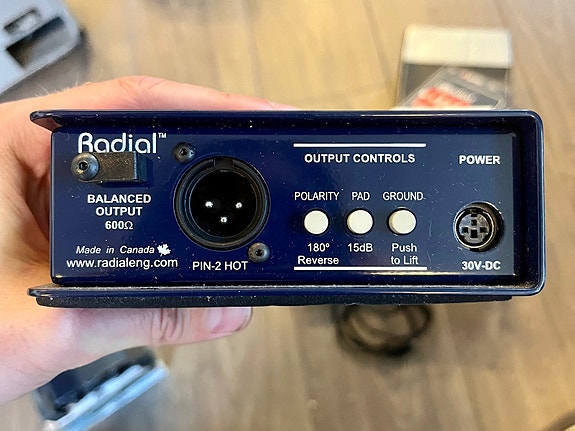 Radial™
BALANCED
OUTPUT
600Ω
Made in Canada
www.radialeng.com
PIN-2 HOT
OUTPUT CONTROLS
POLARITY PAD GROUND
180º 15dB Push
Reverse to Lift
POWER
30V-DC